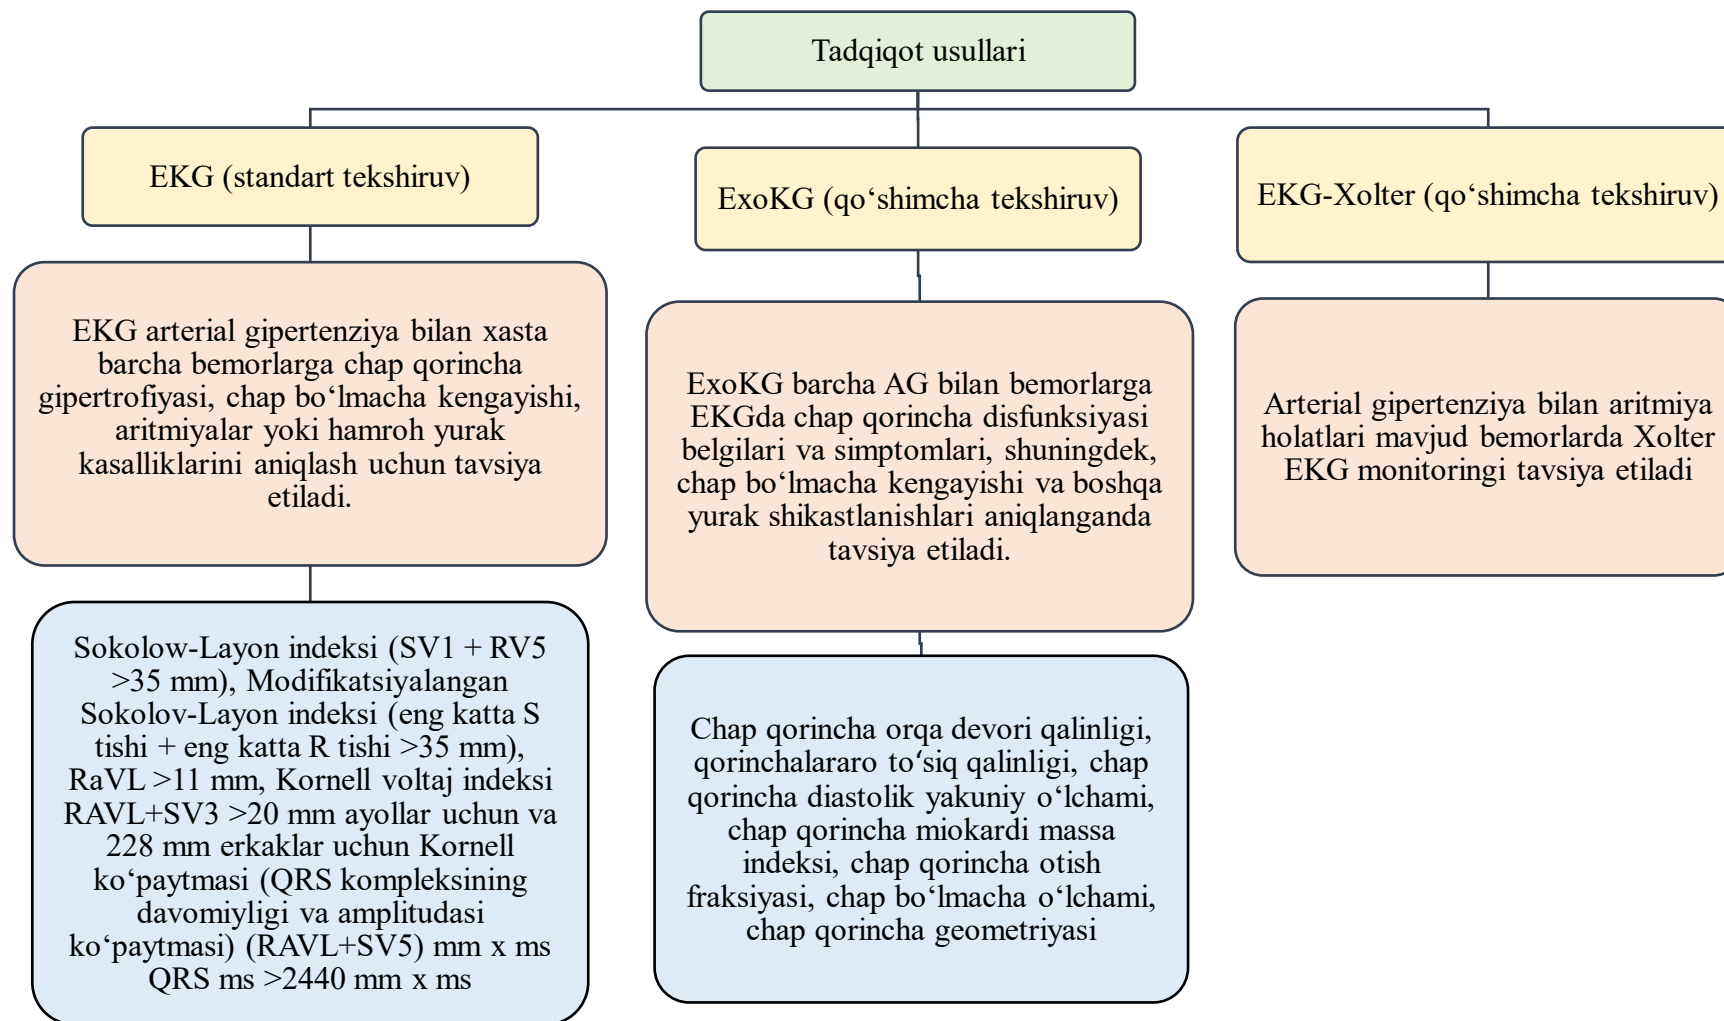 Tadqiqot usullari
EKG (standart tekshiruv)
EKG arterial gipertenziya bilan xasta
barcha bemorlarga chap qorincha
gipertrofiyasi, chap bo‘lmacha kengayishi,
aritmiyalar yoki hamroh yurak
kasalliklarini aniqlash uchun tavsiya
etiladi.
Sokolow-Layon indeksi (SV1 + RV5
>35 mm), Modifikatsiyalangan
Sokolov-Layon indeksi (eng katta S
tishi + eng katta R tishi >35 mm),
RaVL >11 mm, Kornell voltaj indeksi
RAVL+SV3 >20 mm ayollar uchun va
228 mm erkaklar uchun Kornell
ko‘paytmasi (QRS kompleksining
davomiyligi va amplitudasi
ko‘paytmasi) (RAVL+SV5) mm x ms
QRS ms >2440 mm x ms
ExoKG (qo‘shimcha tekshiruv)
ExoKG barcha AG bilan bemorlarga
EKGda chap qorincha disfunksiyasi
belgilari va simptomlari, shuningdek,
chap bo‘lmacha kengayishi va boshqa
yurak shikastlanishlari aniqlanganda
tavsiya etiladi.
Chap qorincha orqa devori qalinligi,
qorinchalararo to‘siq qalinligi, chap
qorincha diastolik yakuniy o‘lchami,
chap qorincha miokardi massa
indeksi, chap qorincha otish
fraksiyasi, chap bo‘lmacha o‘lchami,
chap qorincha geometriyasi
EKG-Xolter (qo‘shimcha tekshiruv)
Arterial gipertenziya bilan aritmiya
holatlari mavjud bemorlarda Xolter
EKG monitoringi tavsiya etiladi